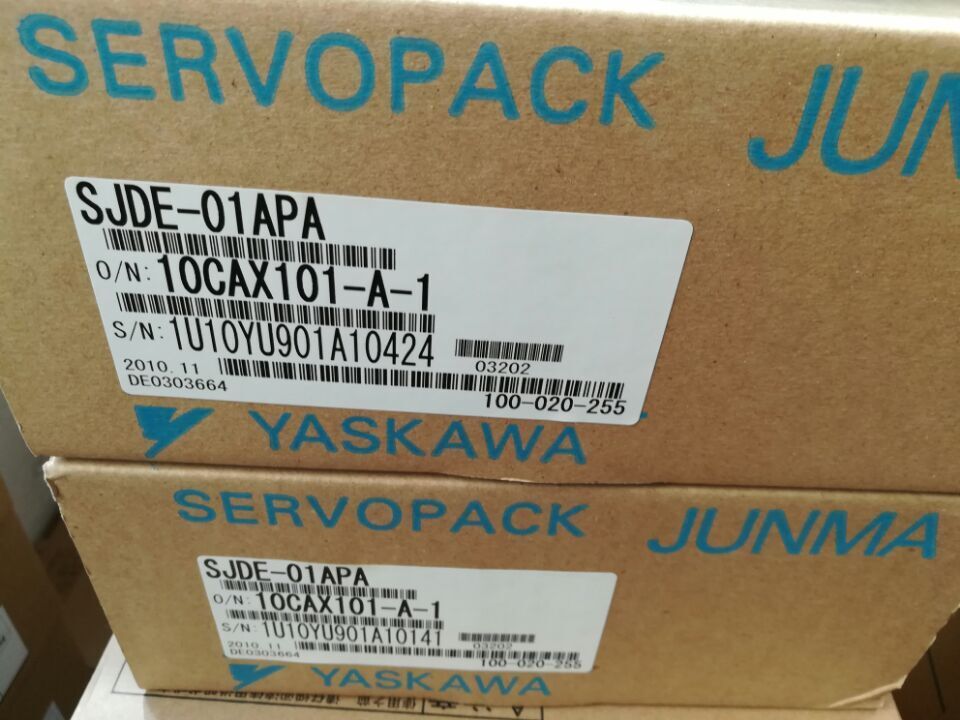 SERVOPACK JUNM
SJDE-01APA
O/N: 10CAX101-A-1
S/N: 1U10YU901A10424
03202
2010.11
DE0303664
100-020-255
YASKAWA
SERVOPACK JUNMA
SJDE-01APA
O/N: 10CAX101-A-1
S/N: 1U10YU901A10141
03202
2010.11
DE0303664
100-020-255
YASKAWA